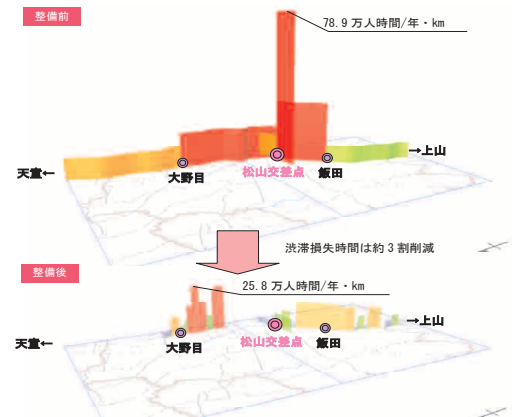 整備前
78.9 万人時間/年・km
→上山
天童←
大野目
松山交差点
飯田
渋滞損失時間は約 3 割削減
整備後
25.8 万人時間/年・km
→上山
天童←
大野目
松山交差点
飯田